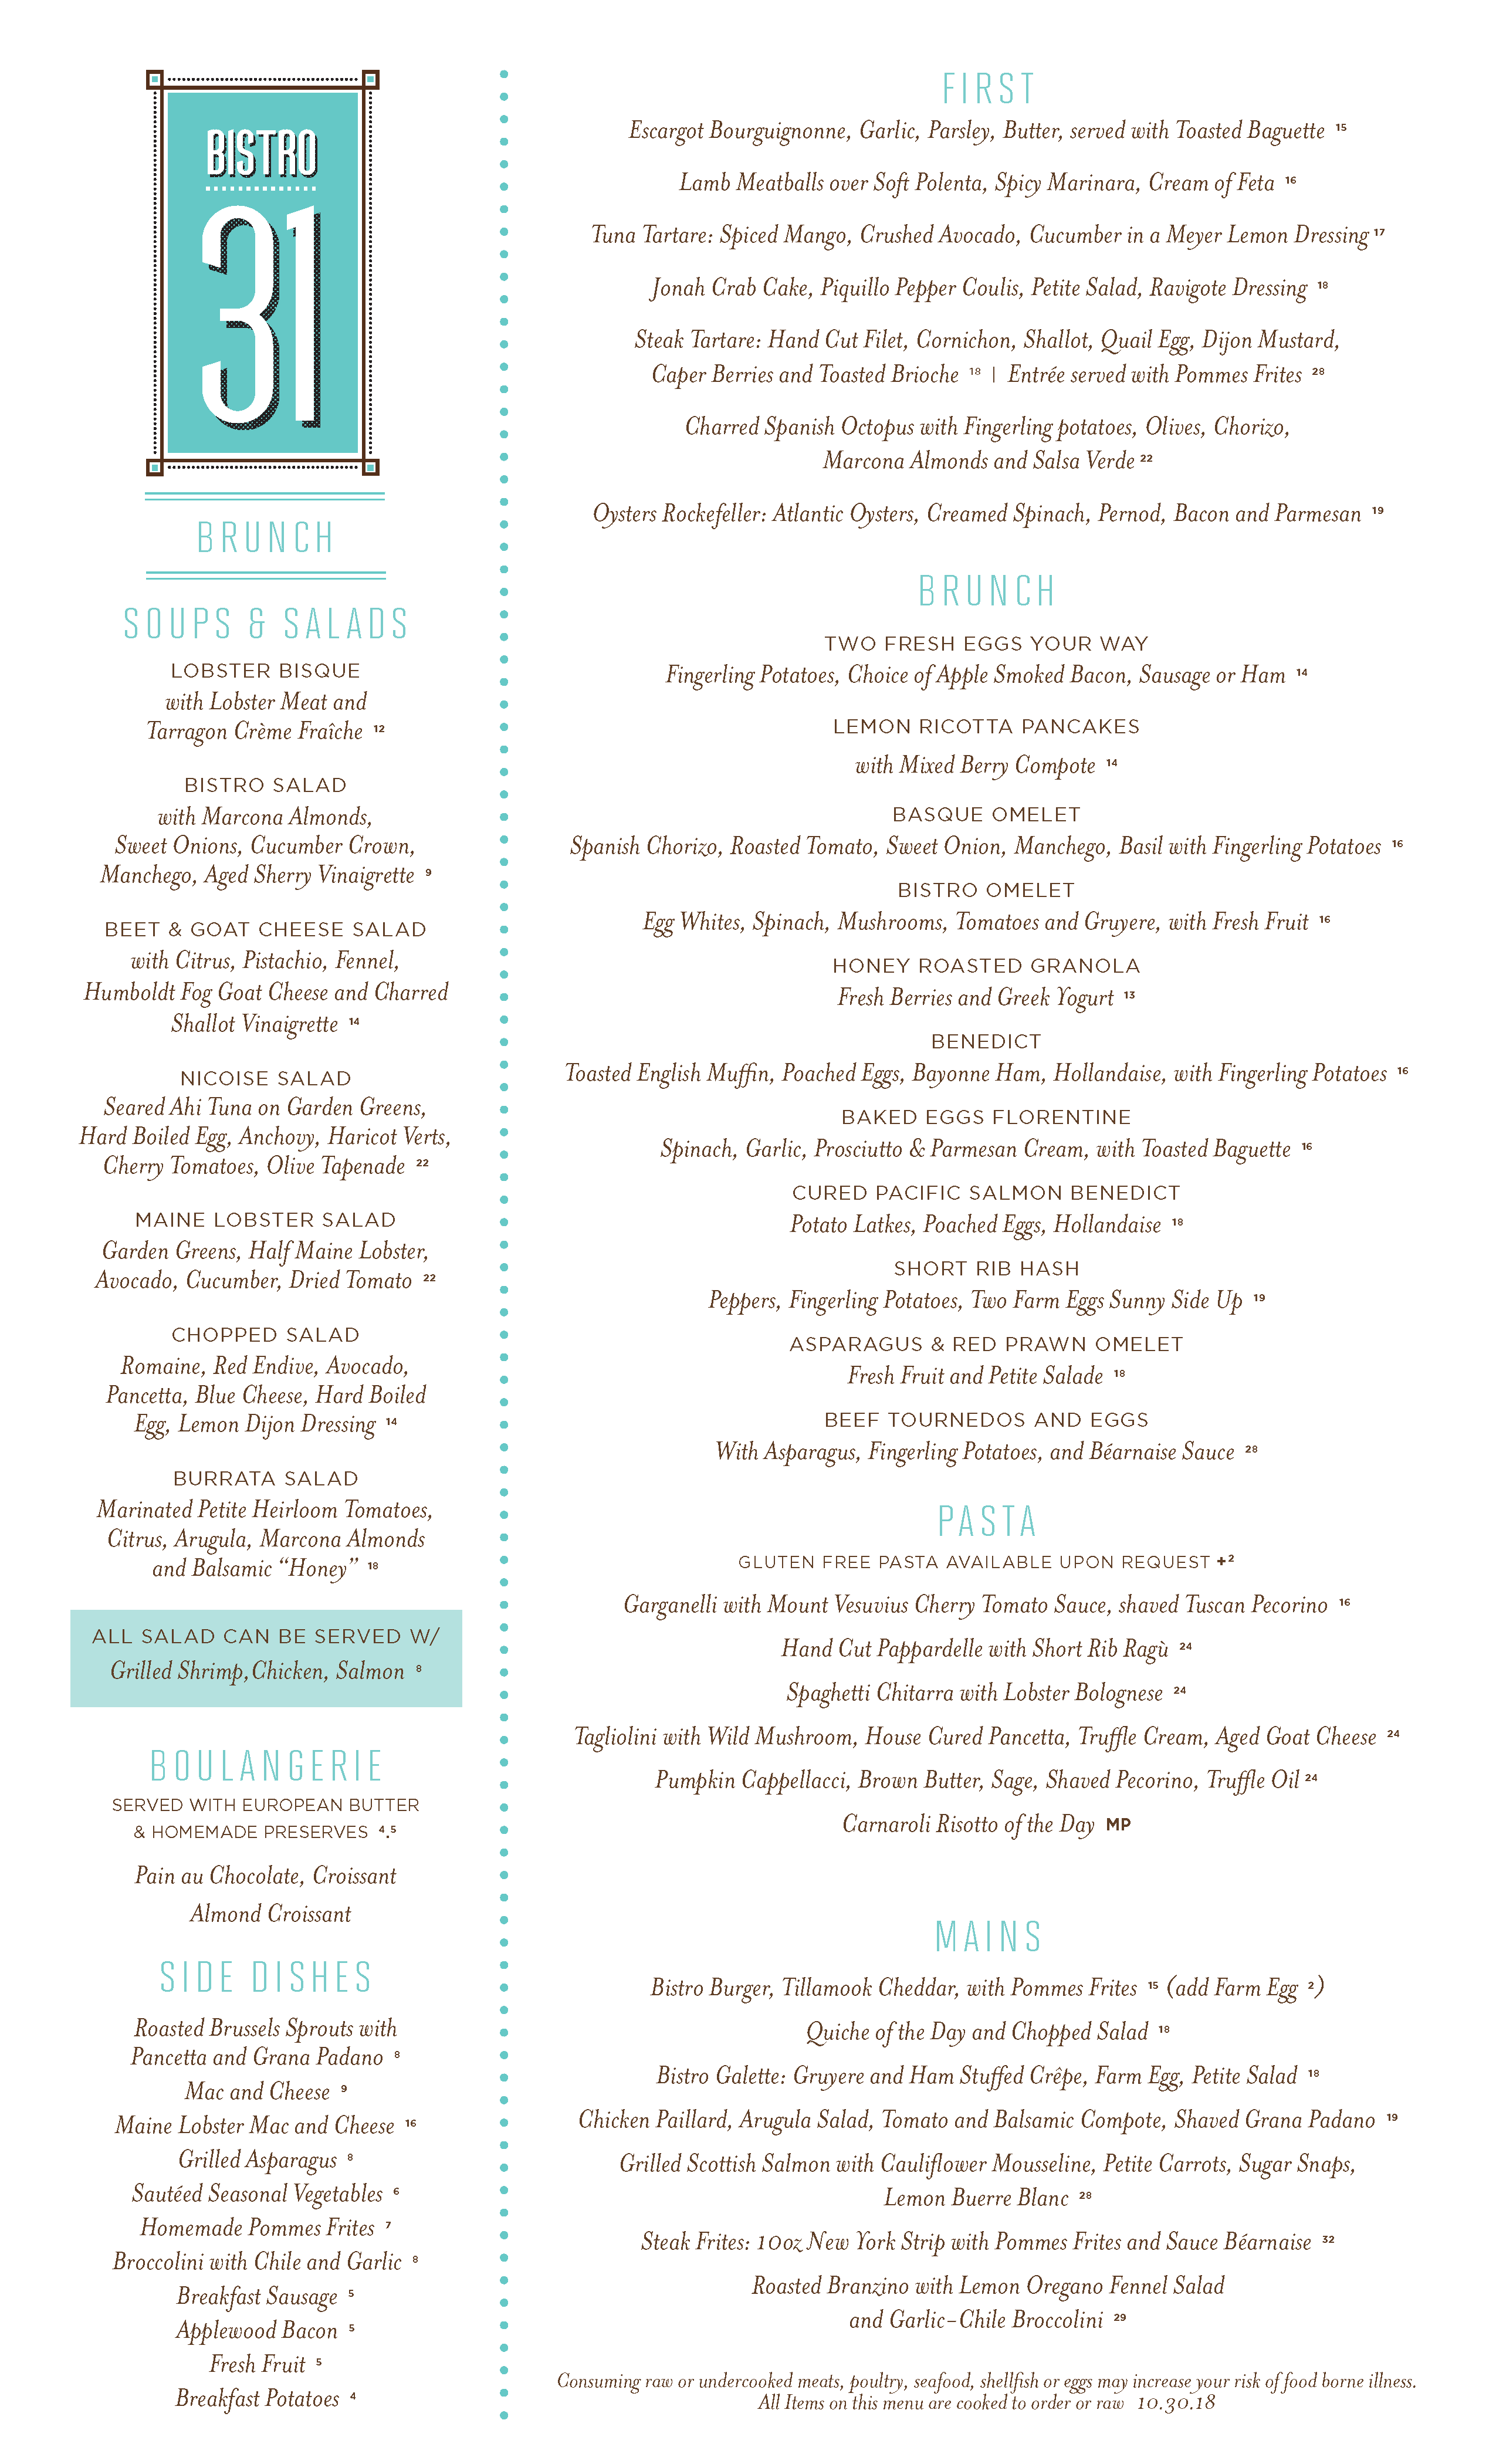 BISTRO
31
BRUNCH
SOUPS & SALADS
LOBSTER BISQUE
with Lobster Meat and
Tarragon Crème Fraîche 12
BISTRO SALAD
with Marcona Almonds,
Sweet Onions, Cucumber Crown,
Manchego, Aged Sherry Vinaigrette 9
BEET & GOAT CHEESE SALAD
with Citrus, Pistachio, Fennel,
Humboldt Fog Goat Cheese and Charred
Shallot Vinaigrette 14
NICOISE SALAD
Seared Ahi Tuna on Garden Greens,
Hard Boiled Egg, Anchovy, Haricot Verts,
Cherry Tomatoes, Olive Tapenade 22
MAINE LOBSTER SALAD
Garden Greens, Half Maine Lobster,
Avocado, Cucumber, Dried Tomato 22
CHOPPED SALAD
Romaine, Red Endive, Avocado,
Pancetta, Blue Cheese, Hard Boiled
Egg, Lemon Dijon Dressing 14
BURRATA SALAD
Marinated Petite Heirloom Tomatoes,
Citrus, Arugula, Marcona Almonds
and Balsamic “Honey” 18
ALL SALAD CAN BE SERVED W/
Grilled Shrimp,Chicken, Salmon 8
BOULANGERIE
SERVED WITH EUROPEAN BUTTER
& HOMEMADE PRESERVES 4.5
Pain au Chocolate, Croissant
Almond Croissant
SIDE DISHES
Roasted Brussels Sprouts with
Pancetta and Grana Padano 8
Mac and Cheese 9
Maine Lobster Mac and Cheese 16
Grilled Asparagus 8
Sautéed Seasonal Vegetables 6
Homemade Pommes Frites 7
Broccolini with Chile and Garlic 8
Breakfast Sausage 5
Applewood Bacon 5
Fresh Fruit 5
Breakfast Potatoes 4
FIRST
Escargot Bourguignonne, Garlic, Parsley, Butter, served with Toasted Baguette 15
Lamb Meatballs over Soft Polenta, Spicy Marinara, Cream of Feta 16
Tuna Tartare: Spiced Mango, Crushed Avocado, Cucumber in a Meyer Lemon Dressing 17
Jonah Crab Cake, Piquillo Pepper Coulis, Petite Salad, Ravigote Dressing 18
Steak Tartare: Hand Cut Filet, Cornichon, Shallot, Quail Egg, Dijon Mustard,
Caper Berries and Toasted Brioche 18 | Entrée served with Pommes Frites 28
Charred Spanish Octopus with Fingerling potatoes, Olives, Chorizo,
Marcona Almonds and Salsa Verde 22
Oysters Rockefeller: Atlantic Oysters, Creamed Spinach, Pernod, Bacon and Parmesan 19
BRUNCH
TWO FRESH EGGS YOUR WAY
Fingerling Potatoes, Choice of Apple Smoked Bacon, Sausage or Ham 14
LEMON RICOTTA PANCAKES
with Mixed Berry Compote 14
BASQUE OMELET
Spanish Chorizo, Roasted Tomato, Sweet Onion, Manchego, Basil with Fingerling Potatoes 16
BISTRO OMELET
Egg Whites, Spinach, Mushrooms, Tomatoes and Gruyere, with Fresh Fruit 16
HONEY ROASTED GRANOLA
Fresh Berries and Greek Yogurt 13
BENEDICT
Toasted English Muffin, Poached Eggs, Bayonne Ham, Hollandaise, with Fingerling Potatoes 16
BAKED EGGS FLORENTINE
Spinach, Garlic, Prosciutto & Parmesan Cream, with Toasted Baguette 16
CURED PACIFIC SALMON BENEDICT
Potato Latkes, Poached Eggs, Hollandaise 18
SHORT RIB HASH
Peppers, Fingerling Potatoes, Two Farm Eggs Sunny Side Up 19
ASPARAGUS & RED PRAWN OMELET
Fresh Fruit and Petite Salade 18
BEEF TOURNEDOS AND EGGS
With Asparagus, Fingerling Potatoes, and Béarnaise Sauce 28
PASTA
GLUTEN FREE PASTA AVAILABLE UPON REQUEST +2
Garganelli with Mount Vesuvius Cherry Tomato Sauce, shaved Tuscan Pecorino 16
Hand Cut Pappardelle with Short Rib Ragù 24
Spaghetti Chitarra with Lobster Bolognese 24
Tagliolini with Wild Mushroom, House Cured Pancetta, Truffle Cream, Aged Goat Cheese 24
Pumpkin Cappellacci, Brown Butter, Sage, Shaved Pecorino, Truffle Oil 24
Carnaroli Risotto of the Day MP
MAINS
Bistro Burger, Tillamook Cheddar, with Pommes Frites 15 (add Farm Egg 2)
Quiche of the Day and Chopped Salad 18
Bistro Galette: Gruyere and Ham Stuffed Crêpe, Farm Egg, Petite Salad 18
Chicken Paillard, Arugula Salad, Tomato and Balsamic Compote, Shaved Grana Padano 19
Grilled Scottish Salmon with Cauliflower Mousseline, Petite Carrots, Sugar Snaps,
Lemon Buerre Blanc 28
Steak Frites: 10oz New York Strip with Pommes Frites and Sauce Béarnaise 32
Roasted Branzino with Lemon Oregano Fennel Salad
and Garlic-Chile Broccolini 29
Consuming raw or undercooked meats, poultry, seafood, shellfish or eggs may increase your risk of food borne illness.
All Items on this menu are cooked to order or raw 10.30.18